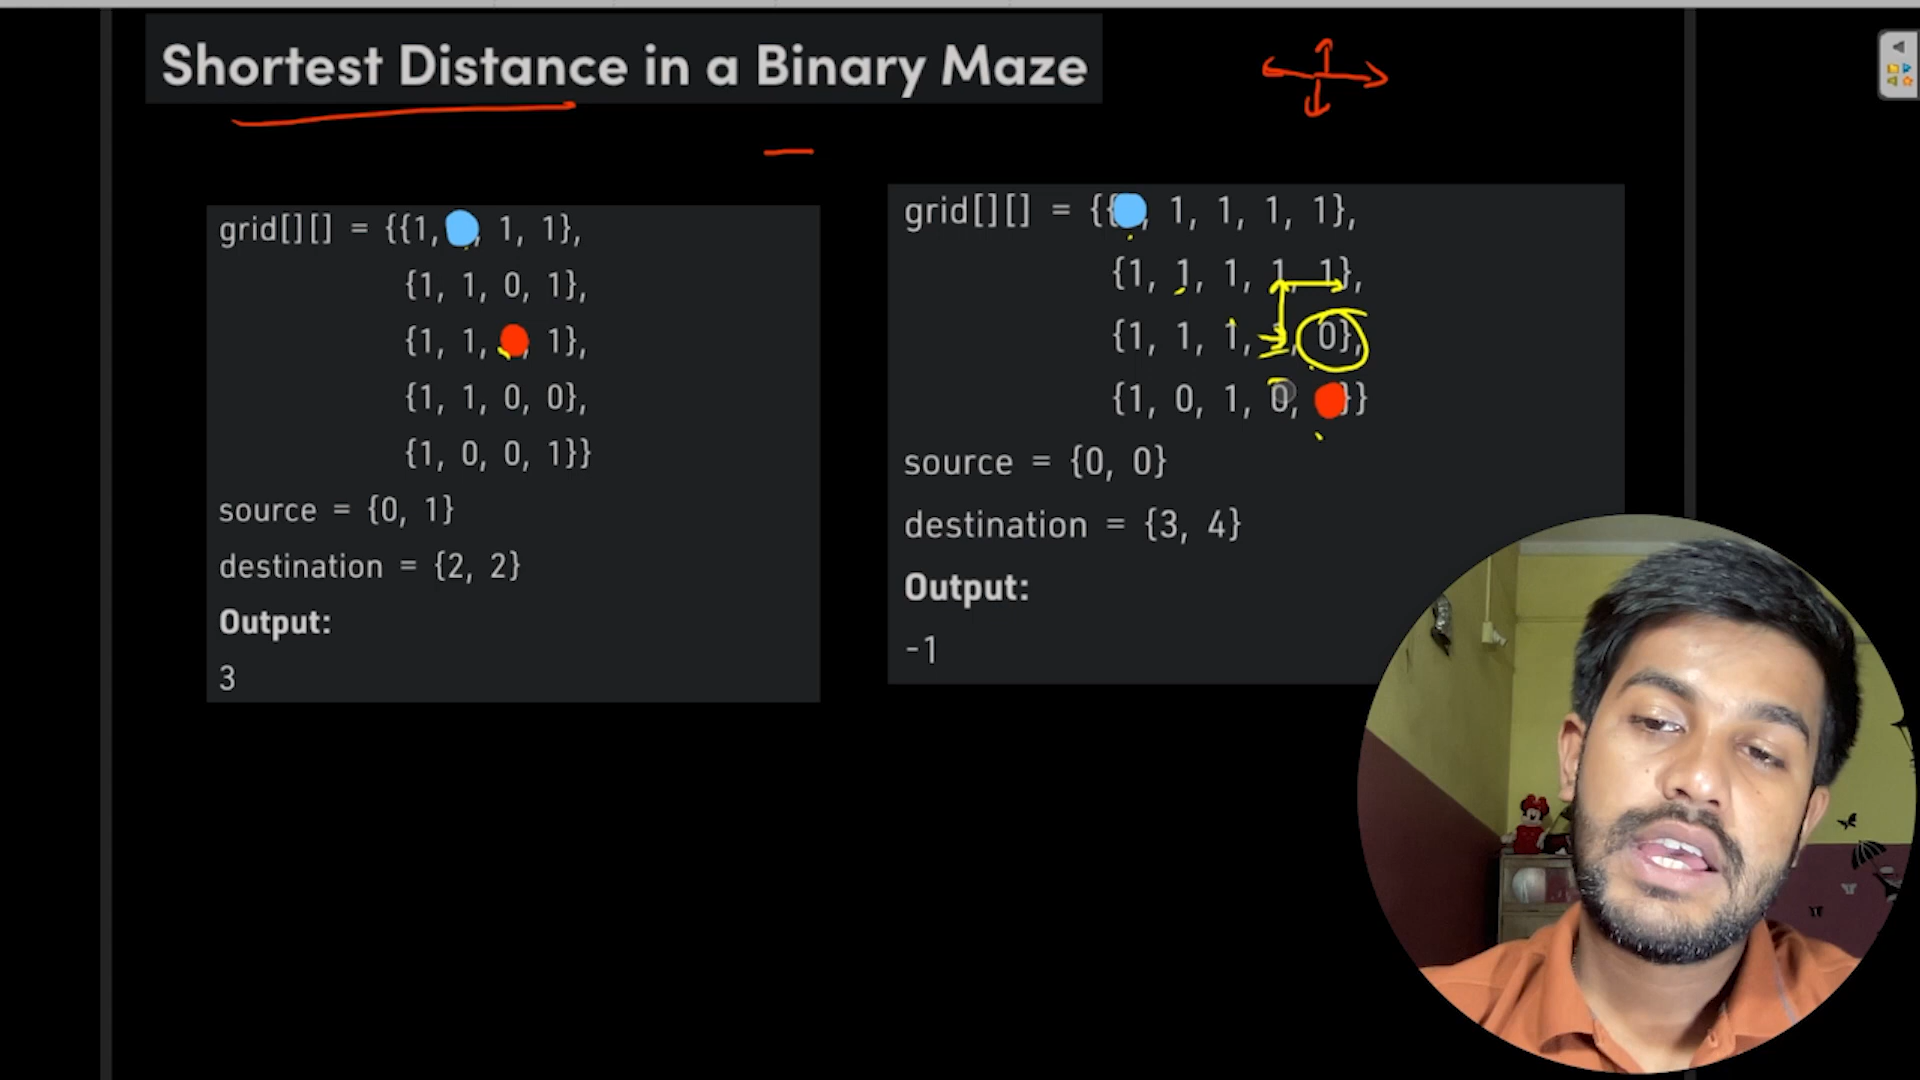 Shortest Distance in a Binary Maze
grid[][] = {{1, , 1, 1},
{1, 1, 0, 1},
{1, 1, , 1},
{1, 1, 0, 0},
{1, 0, 0, 1}}
source = {0, 1}
destination = {2, 2}
Output:
3
grid[][] = {{ , 1, 1, 1, 1},
{1, 1, 1, 1, 1},
{1, 1, 1, , 0},
{1, 0, 1, 0, }}
source = {0, 0}
destination = {3, 4}
Output:
-1